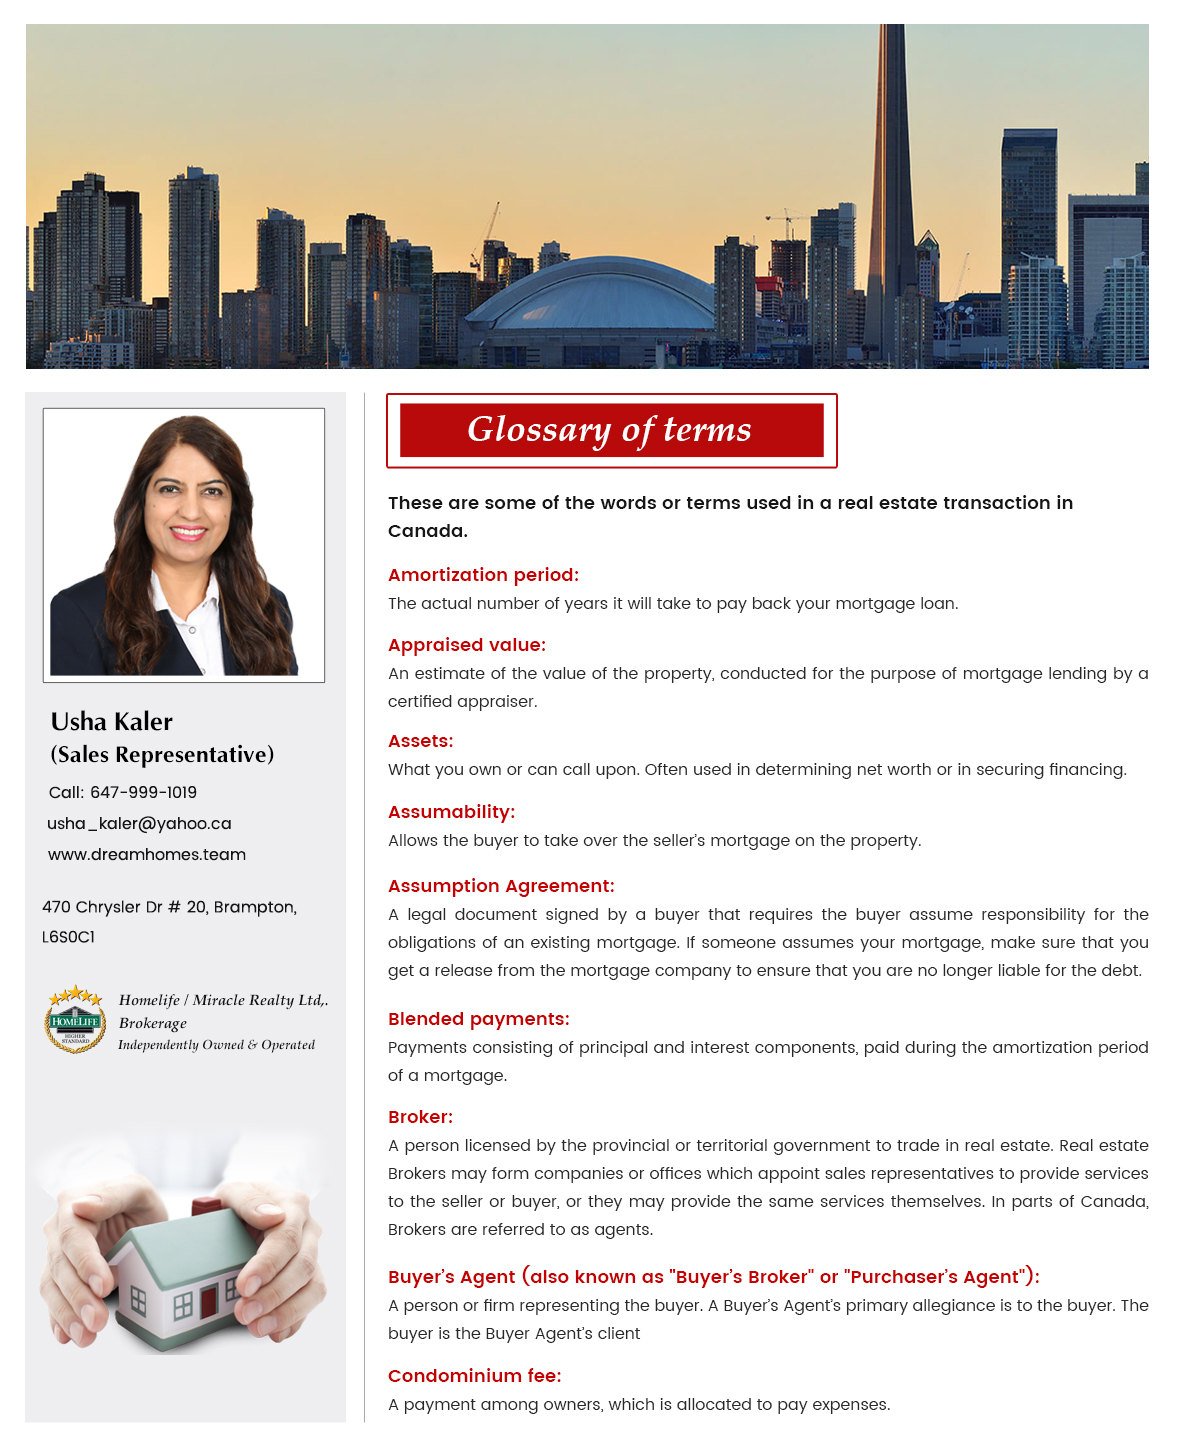 Glossary of terms
These are some of the words or terms used in a real estate transaction in
Canada.
Amortization period:
The actual number of years it will take to pay back your mortgage loan.
Appraised value:
An estimate of the value of the property, conducted for the purpose of mortgage lending by a
certified appraiser.
Assets:
What you own or can call upon. Often used in determining net worth or in securing financing.
Assumability:
Allows the buyer to take over the seller's mortgage on the property.
Assumption Agreement:
A legal document signed by a buyer that requires the buyer assume responsibility for the
obligations of an existing mortgage. If someone assumes your mortgage, make sure that you
get a release from the mortgage company to ensure that you are no longer liable for the debt.
Blended payments:
Payments consisting of principal and interest components, paid during the amortization period
of a mortgage.
Broker:
A person licensed by the provincial or territorial government to trade in real estate. Real estate
Brokers may form companies or offices which appoint sales representatives to provide services
to the seller or buyer, or they may provide the same services themselves. In parts of Canada,
Brokers are referred to as agents.
Buyer's Agent (also known as "Buyer's Broker" or "Purchaser's Agent"):
A person or firm representing the buyer. A Buyer's Agent's primary allegiance is to the buyer. The
buyer is the Buyer Agent's client
Condominium fee:
A payment among owners, which is allocated to pay expenses.
Usha Kaler
(Sales Representative)
Call: 647-999-1019
usha_kaler@yahoo.ca
www.dreamhomes.team
470 Chrysler Dr # 20, Brampton,
L6S0C1
HOMELIFE
HIGHER
STANDARD
Homelife / Miracle Realty Ltd,.
Brokerage
Independently Owned & Operated